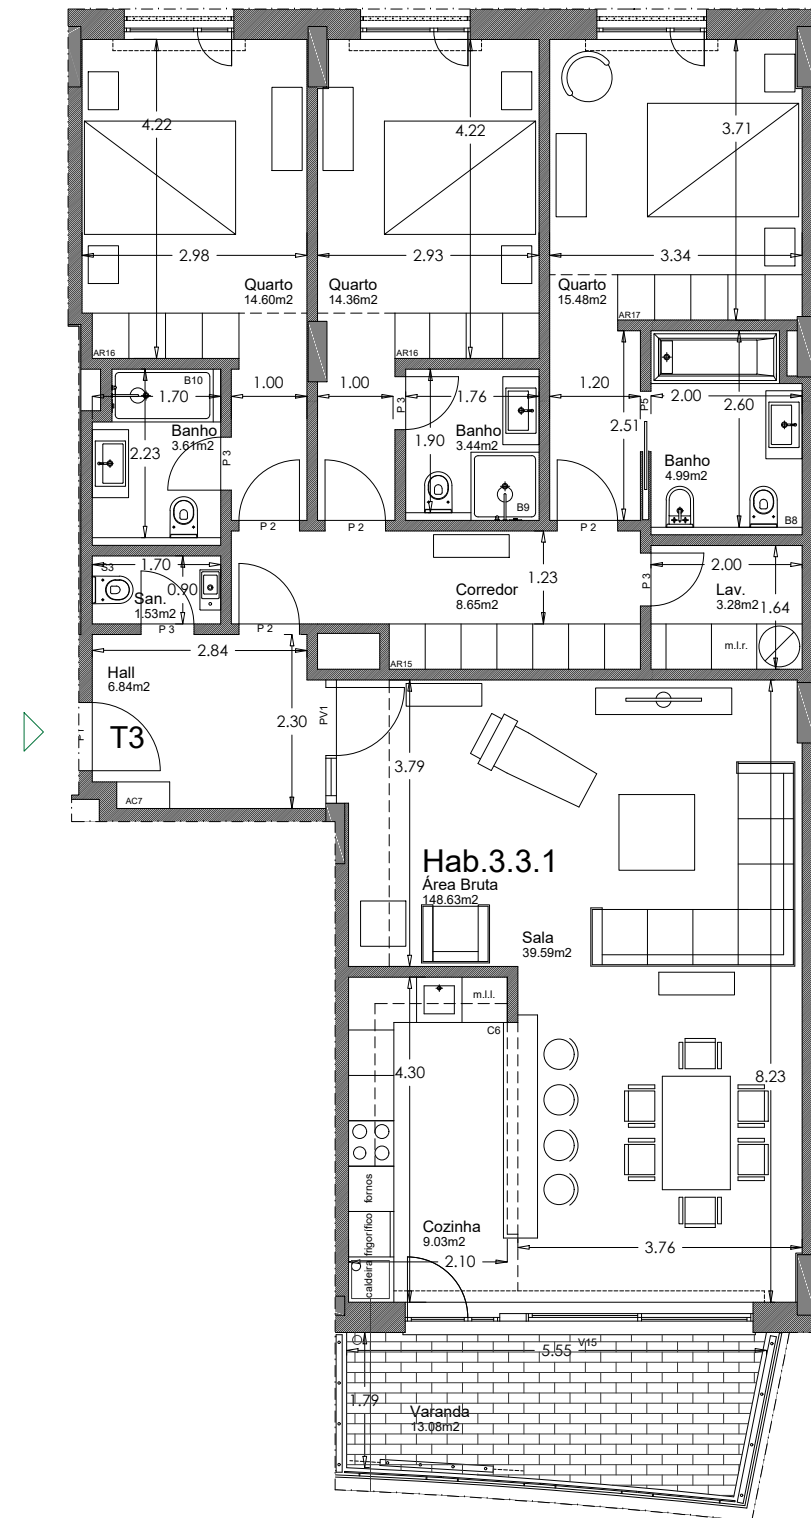 4.22
4.22
3.71
2.98
2.93
3.34
Quarto
14.60m2
Quarto
14.36m2
Quarto
15.48m2
AR16
AR16
AR17
B10
1.70
1.00
1.00
P 3
1.76
1.20
P5
2.00
2.60
Banho
3.61m2
2.23
P 3
1.90
Banho
3.44m2
2.51
Banho
4.99m2
B9
B8
P 2
P 2
P 2
S3
1.70
0.90
San.
1.53m2
P 3
P 2
Corredor
8.65m2
1.23
P 3
2.00
Lav.
3.28m2
1.64
m.l.r.
2.84
AR15
Hall
6.84m2
T3
2.30
PV1
AC7
3.79
Hab.3.3.1
Área Bruta
148.63m2
Sala
39.59m2
m.l.l.
C6
4.30
8.23
fornos
frigorífico
caldeira
Cozinha
9.03m2
2.10
3.76
V15
5.55
1.79
Varanda
13.08m2